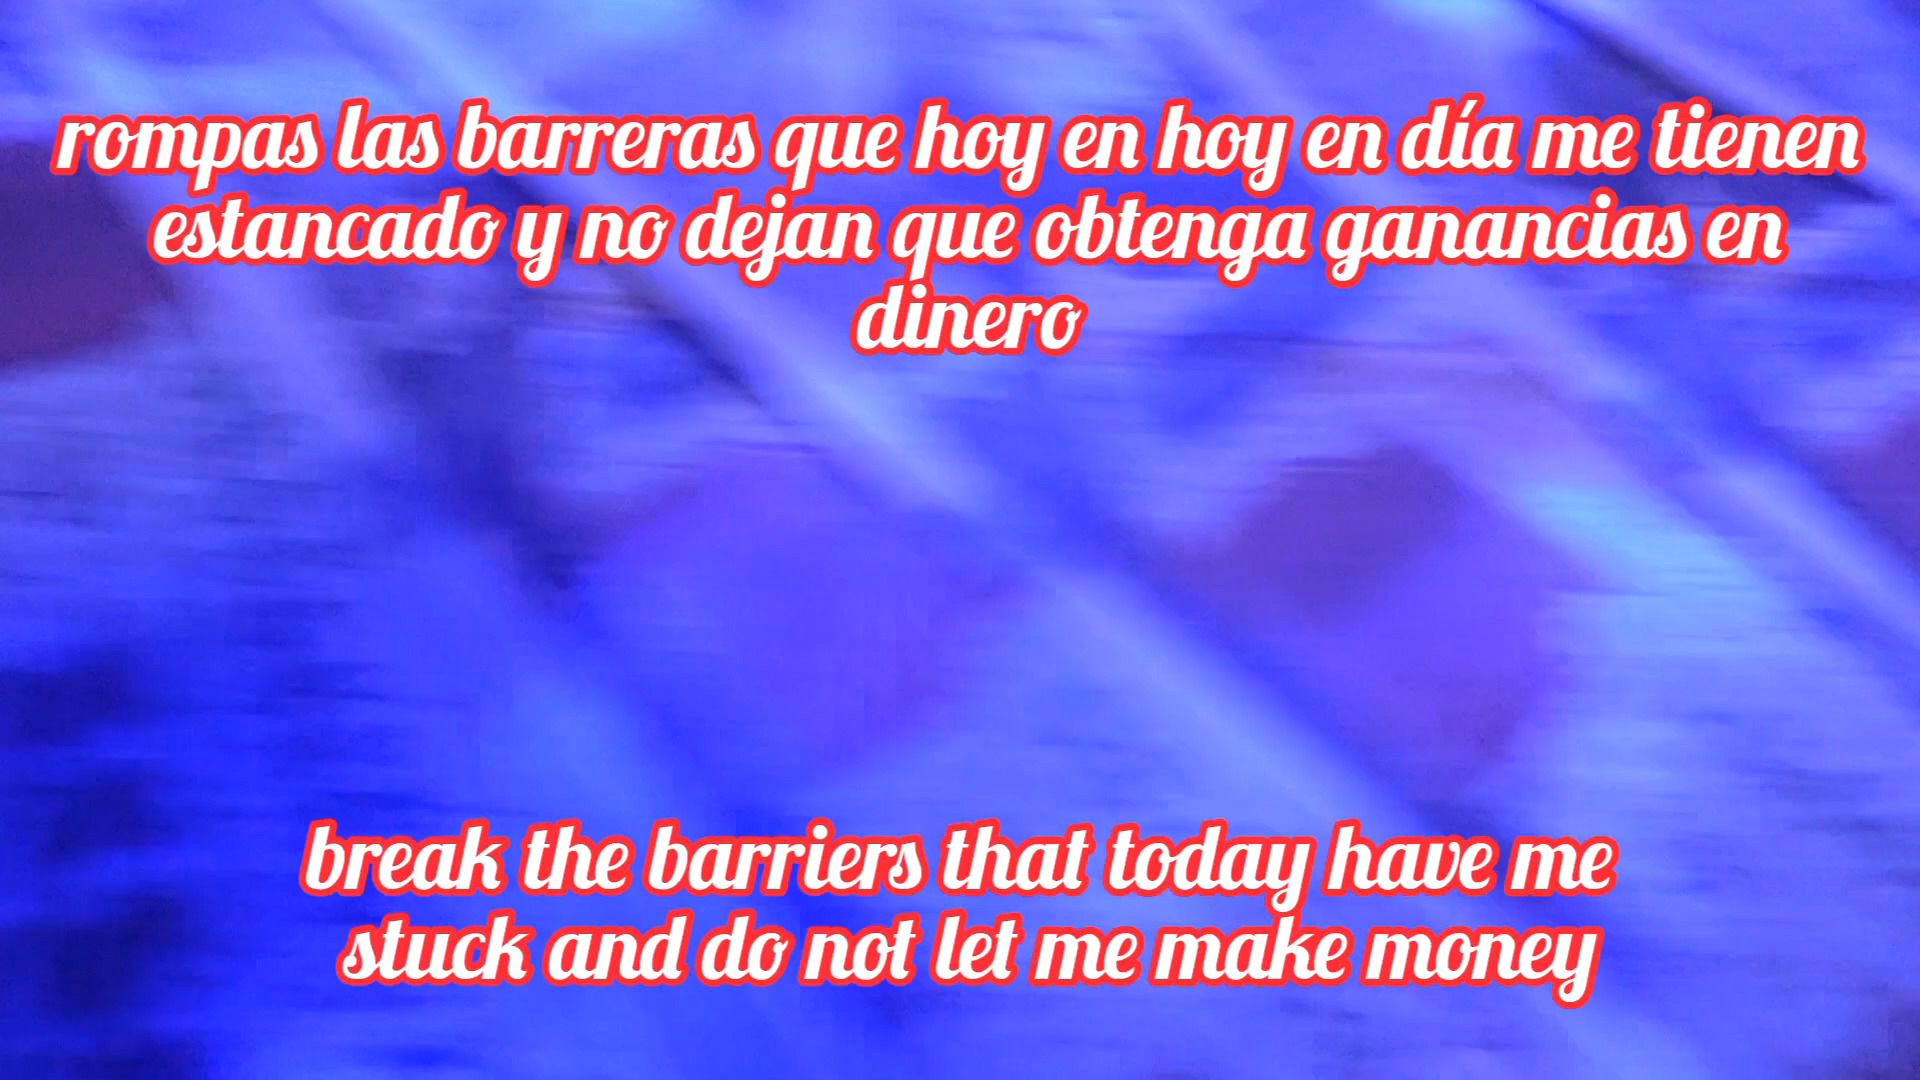 rompas las barreras que hoy en hoy en día me tienen
estancado y no dejan que obtenga ganancias en
dinero
break the barriers that today have me
stuck and do not let me make money